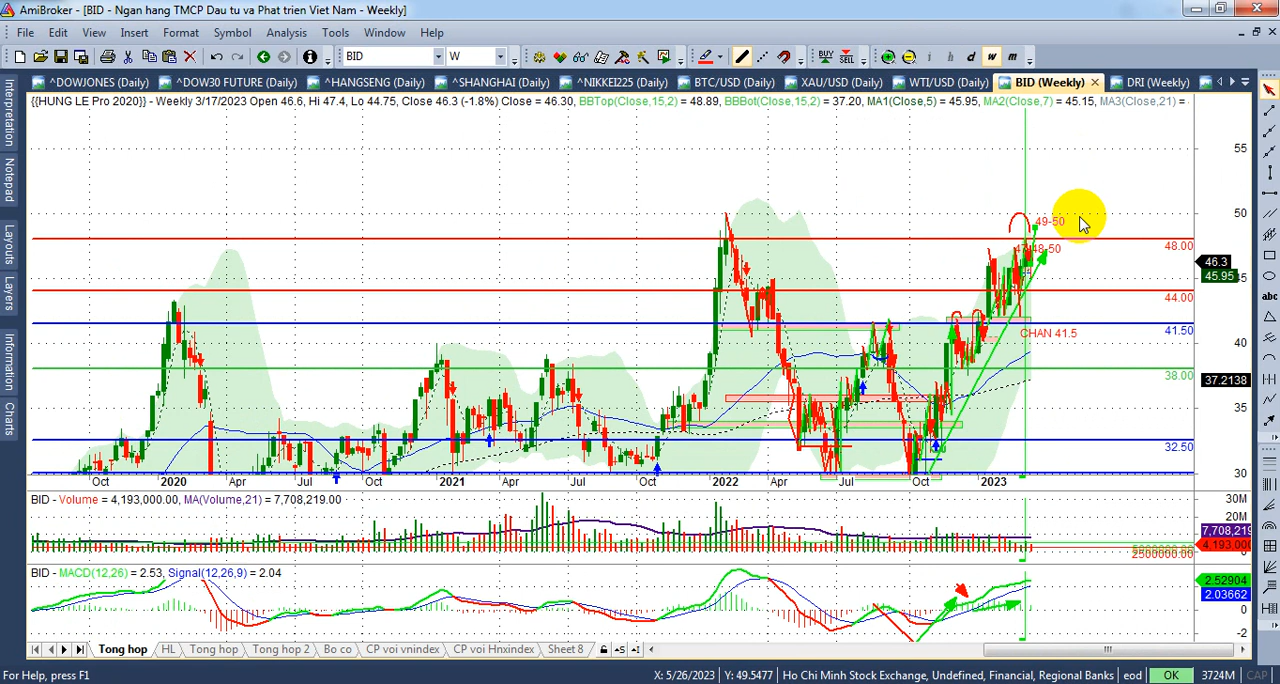 AmiBroker - [BID - Ngan hang TMCP Dau tu va Phat trien Viet Nam - Weekly]
File Edit View Insert Format Symbol Analysis Tools Window Help
BID W BUY SELL i h d w m
^DOWJONES (Daily) ^DOW30 FUTURE (Daily) ^HANGSENG (Daily) ^SHANGHAI (Daily) ^NIKKEI225 (Daily) BTC/USD (Daily) XAU/USD (Daily) WTI/USD (Daily) BID (Weekly) DRI (Weekly)
Interpretation
Notepad
Layouts
Layers
Information
Charts
{{HUNG LE Pro 2020}} - Weekly 3/17/2023 Open 46.6, Hi 47.4, Lo 44.75, Close 46.3 (-1.8%) Close = 46.30, BBTop(Close,15,2) = 48.89, BBBot(Close,15,2) = 37.20, MA1(Close,5) = 45.95, MA2(Close,7) = 45.15, MA3(Close,21) =
55
50
49-50
48.00
46.3
45.95
44.00
41.50
CHAN 41.5
40
38.00
37.2138
35
32.50
30
Oct 2020 Apr Jul Oct 2021 Apr Jul Oct 2022 Apr Jul Oct 2023
BID - Volume = 4,193,000.00, MA(Volume,21) = 7,708,219.00
30M
20M
7,708,219
4,193,000
2500000.00
BID - MACD(12,26) = 2.53, Signal(12,26,9) = 2.04
2.52904
2.03662
0
-2
Tong hop HL Tong hop Tong hop 2 Bo co CP voi vnindex CP voi Hnxindex Sheet 8
For Help, press F1 X: 5/26/2023 Y: 49.5477 Ho Chi Minh Stock Exchange, Undefined, Financial, Regional Banks eod OK 3724M CAP
abc